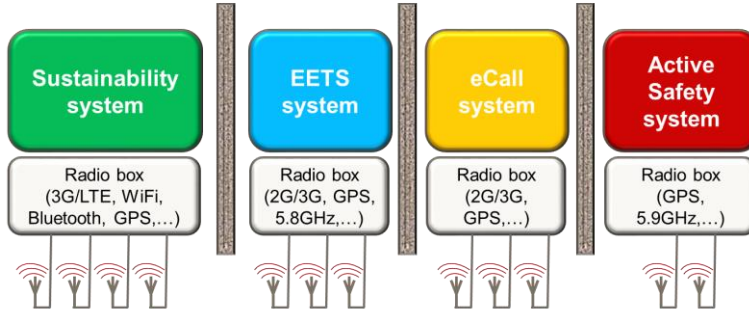 Sustainability
system
EETS
system
eCall
system
Active
Safety
system
Radio box
(3G/LTE, WiFi,
Bluetooth, GPS,...)
Radio box
(2G/3G, GPS,
5.8GHz,...)
Radio box
(2G/3G,
GPS,...)
Radio box
(GPS,
5.9GHz,...)